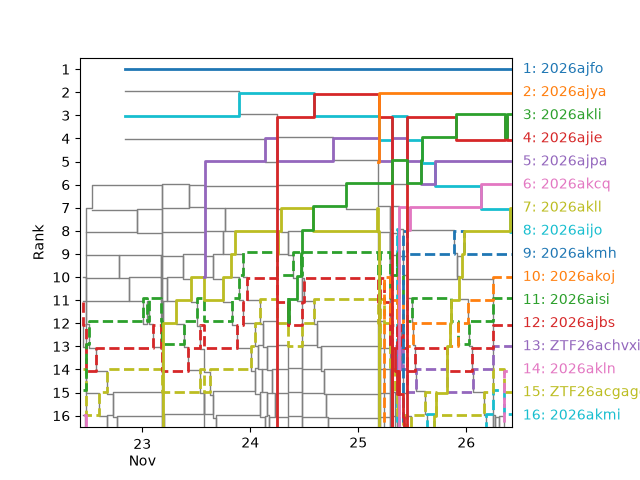 1
2
3
4
5
6
7
8
9
10
11
12
13
14
15
16
Rank
23
24
25
26
Nov
1: 2026ajfo
2: 2026ajya
3: 2026akli
4: 2026ajie
5: 2026ajpa
6: 2026akcq
7: 2026akll
8: 2026aijo
9: 2026akmh
10: 2026akoj
11: 2026aisi
12: 2026ajbs
13: ZTF26achvxi
14: 2026akln
15: ZTF26acgag
16: 2026akmi